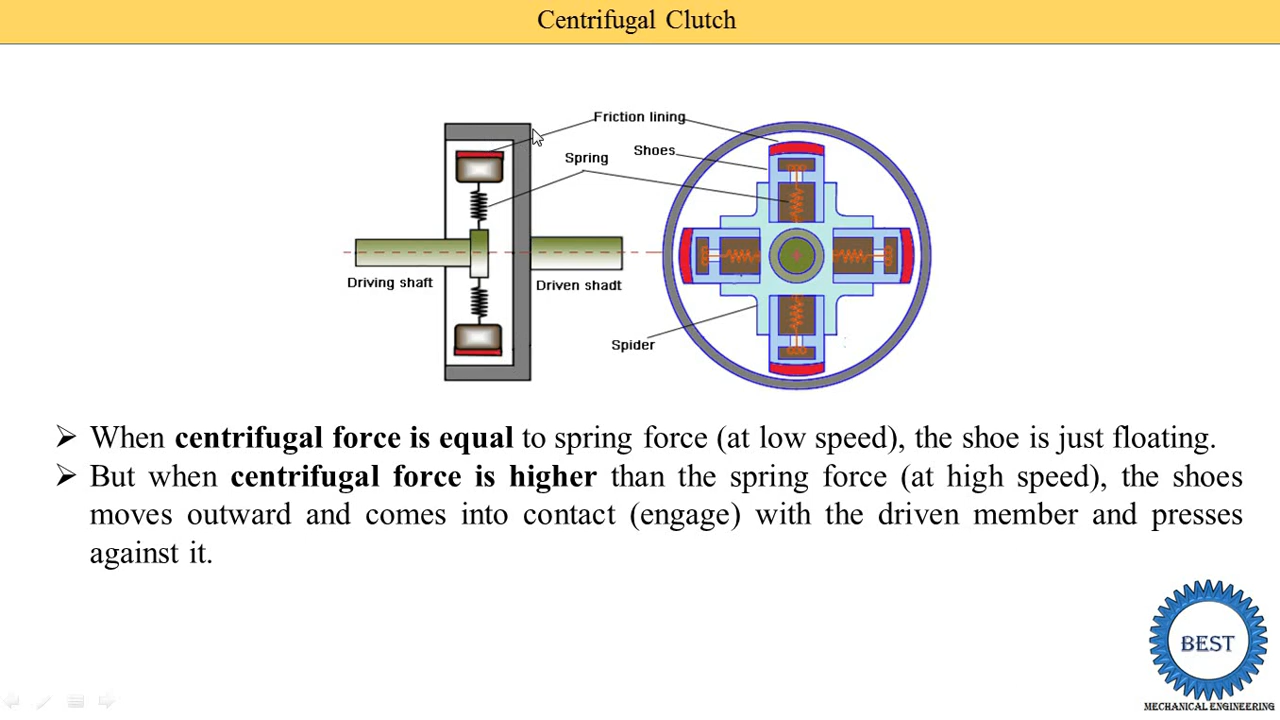 Centrifugal Clutch
Friction lining
Spring
Shoes
Driving shaft
Driven shadt
Spider
➢ When centrifugal force is equal to spring force (at low speed), the shoe is just floating.
➢ But when centrifugal force is higher than the spring force (at high speed), the shoes
moves outward and comes into contact (engage) with the driven member and presses
against it.
BEST
MECHANICAL ENGINEERING